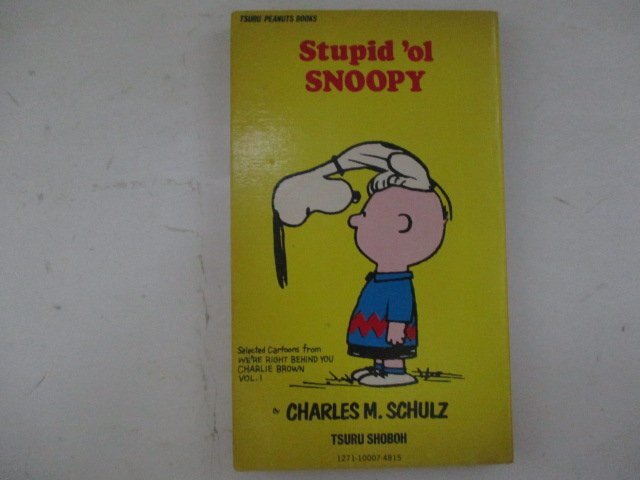 TSURU PEANUTS BOOKS
Stupid 'ol
SNOOPY
Selected Cartoons from
WE'RE RIGHT BEHIND YOU
CHARLIE BROWN
VOL. 1
By CHARLES M. SCHULZ
TSURU SHOBOH
1271-10007-4815